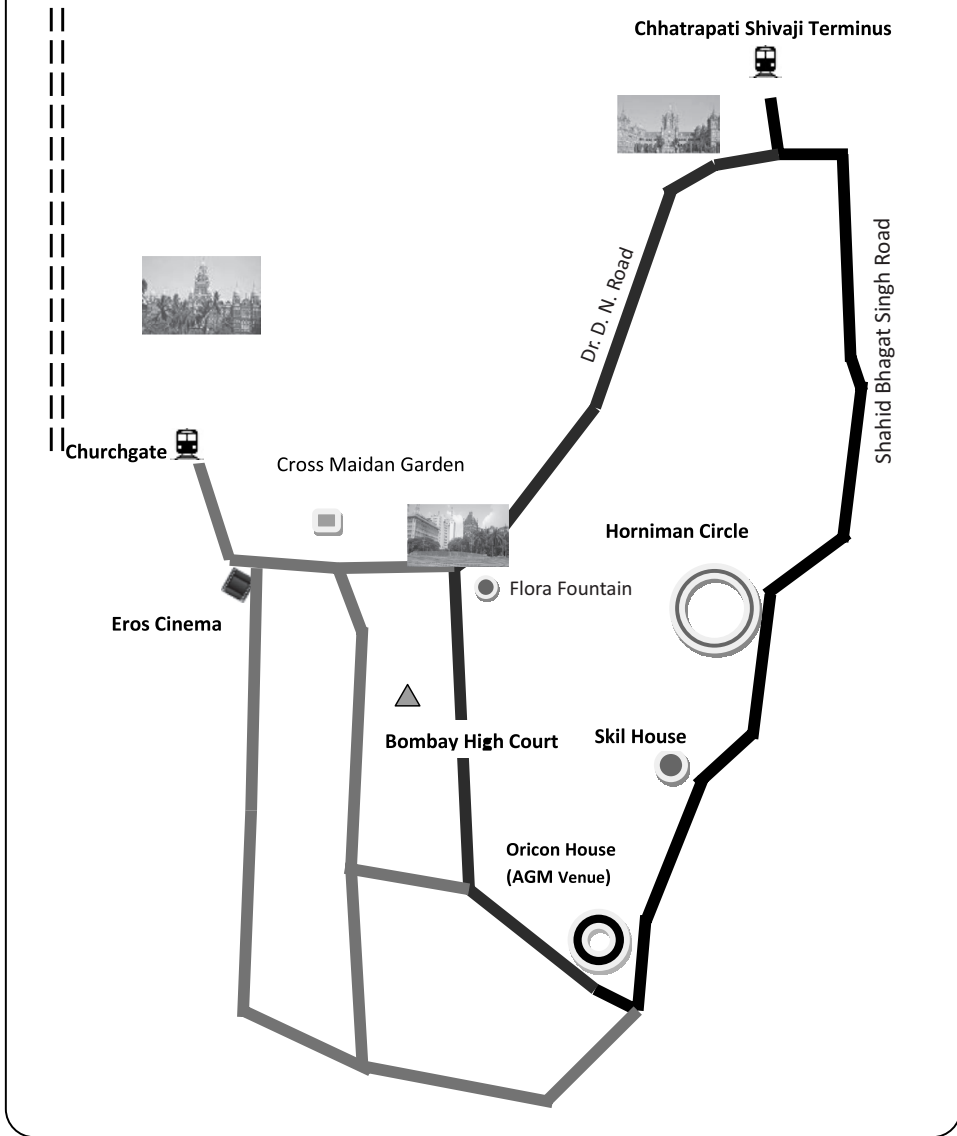 Chhatrapati Shivaji Terminus
Dr. D. N. Road
Shahid Bhagat Singh Road
Churchgate
Cross Maidan Garden
Horniman Circle
Flora Fountain
Eros Cinema
Bombay High Court
Skil House
Oricon House
(AGM Venue)